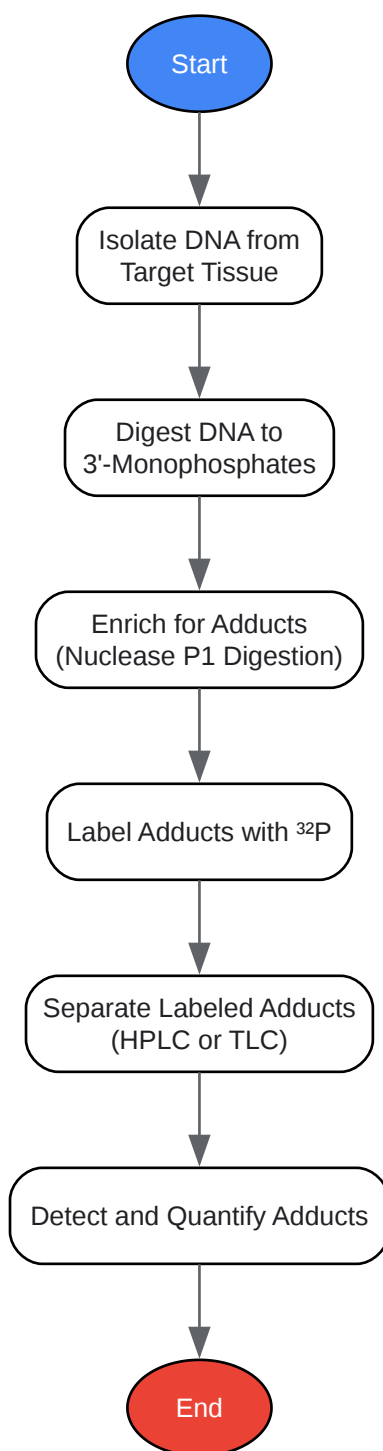 Start
Isolate DNA from
Target Tissue
Digest DNA to
3'-Monophosphates
Enrich for Adducts
(Nuclease P1 Digestion)
Label Adducts with ³²P
Separate Labeled Adducts
(HPLC or TLC)
Detect and Quantify Adducts
End